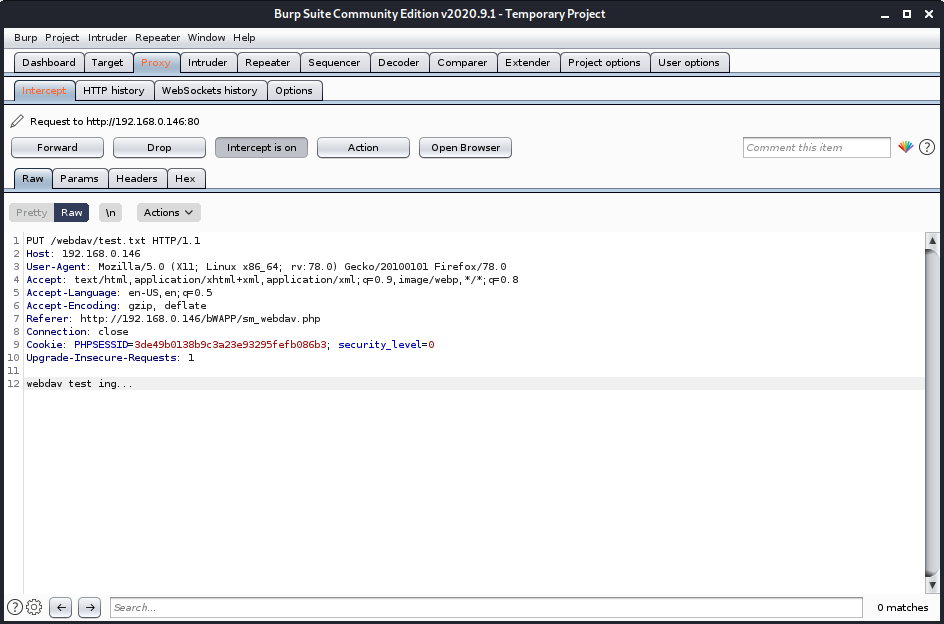 Burp Suite Community Edition v2020.9.1 - Temporary Project
Burp Project Intruder Repeater Window Help
Dashboard Target Proxy Intruder Repeater Sequencer Decoder Comparer Extender Project options User options
Intercept HTTP history WebSockets history Options
Request to http://192.168.0.146:80
Forward Drop Intercept is on Action Open Browser Comment this item ?
Raw Params Headers Hex
Pretty Raw \n Actions
1 PUT /webdav/test.txt HTTP/1.1
2 Host: 192.168.0.146
3 User-Agent: Mozilla/5.0 (X11; Linux x86_64; rv:78.0) Gecko/20100101 Firefox/78.0
4 Accept: text/html,application/xhtml+xml,application/xml;q=0.9,image/webp,*/*;q=0.8
5 Accept-Language: en-US,en;q=0.5
6 Accept-Encoding: gzip, deflate
7 Referer: http://192.168.0.146/bWAPP/sm_webdav.php
8 Connection: close
9 Cookie: PHPSESSID=3de49b0138b9c3a23e93295fefb086b3; security_level=0
10 Upgrade-Insecure-Requests: 1
11
12 webdav test ing...
? Search... 0 matches